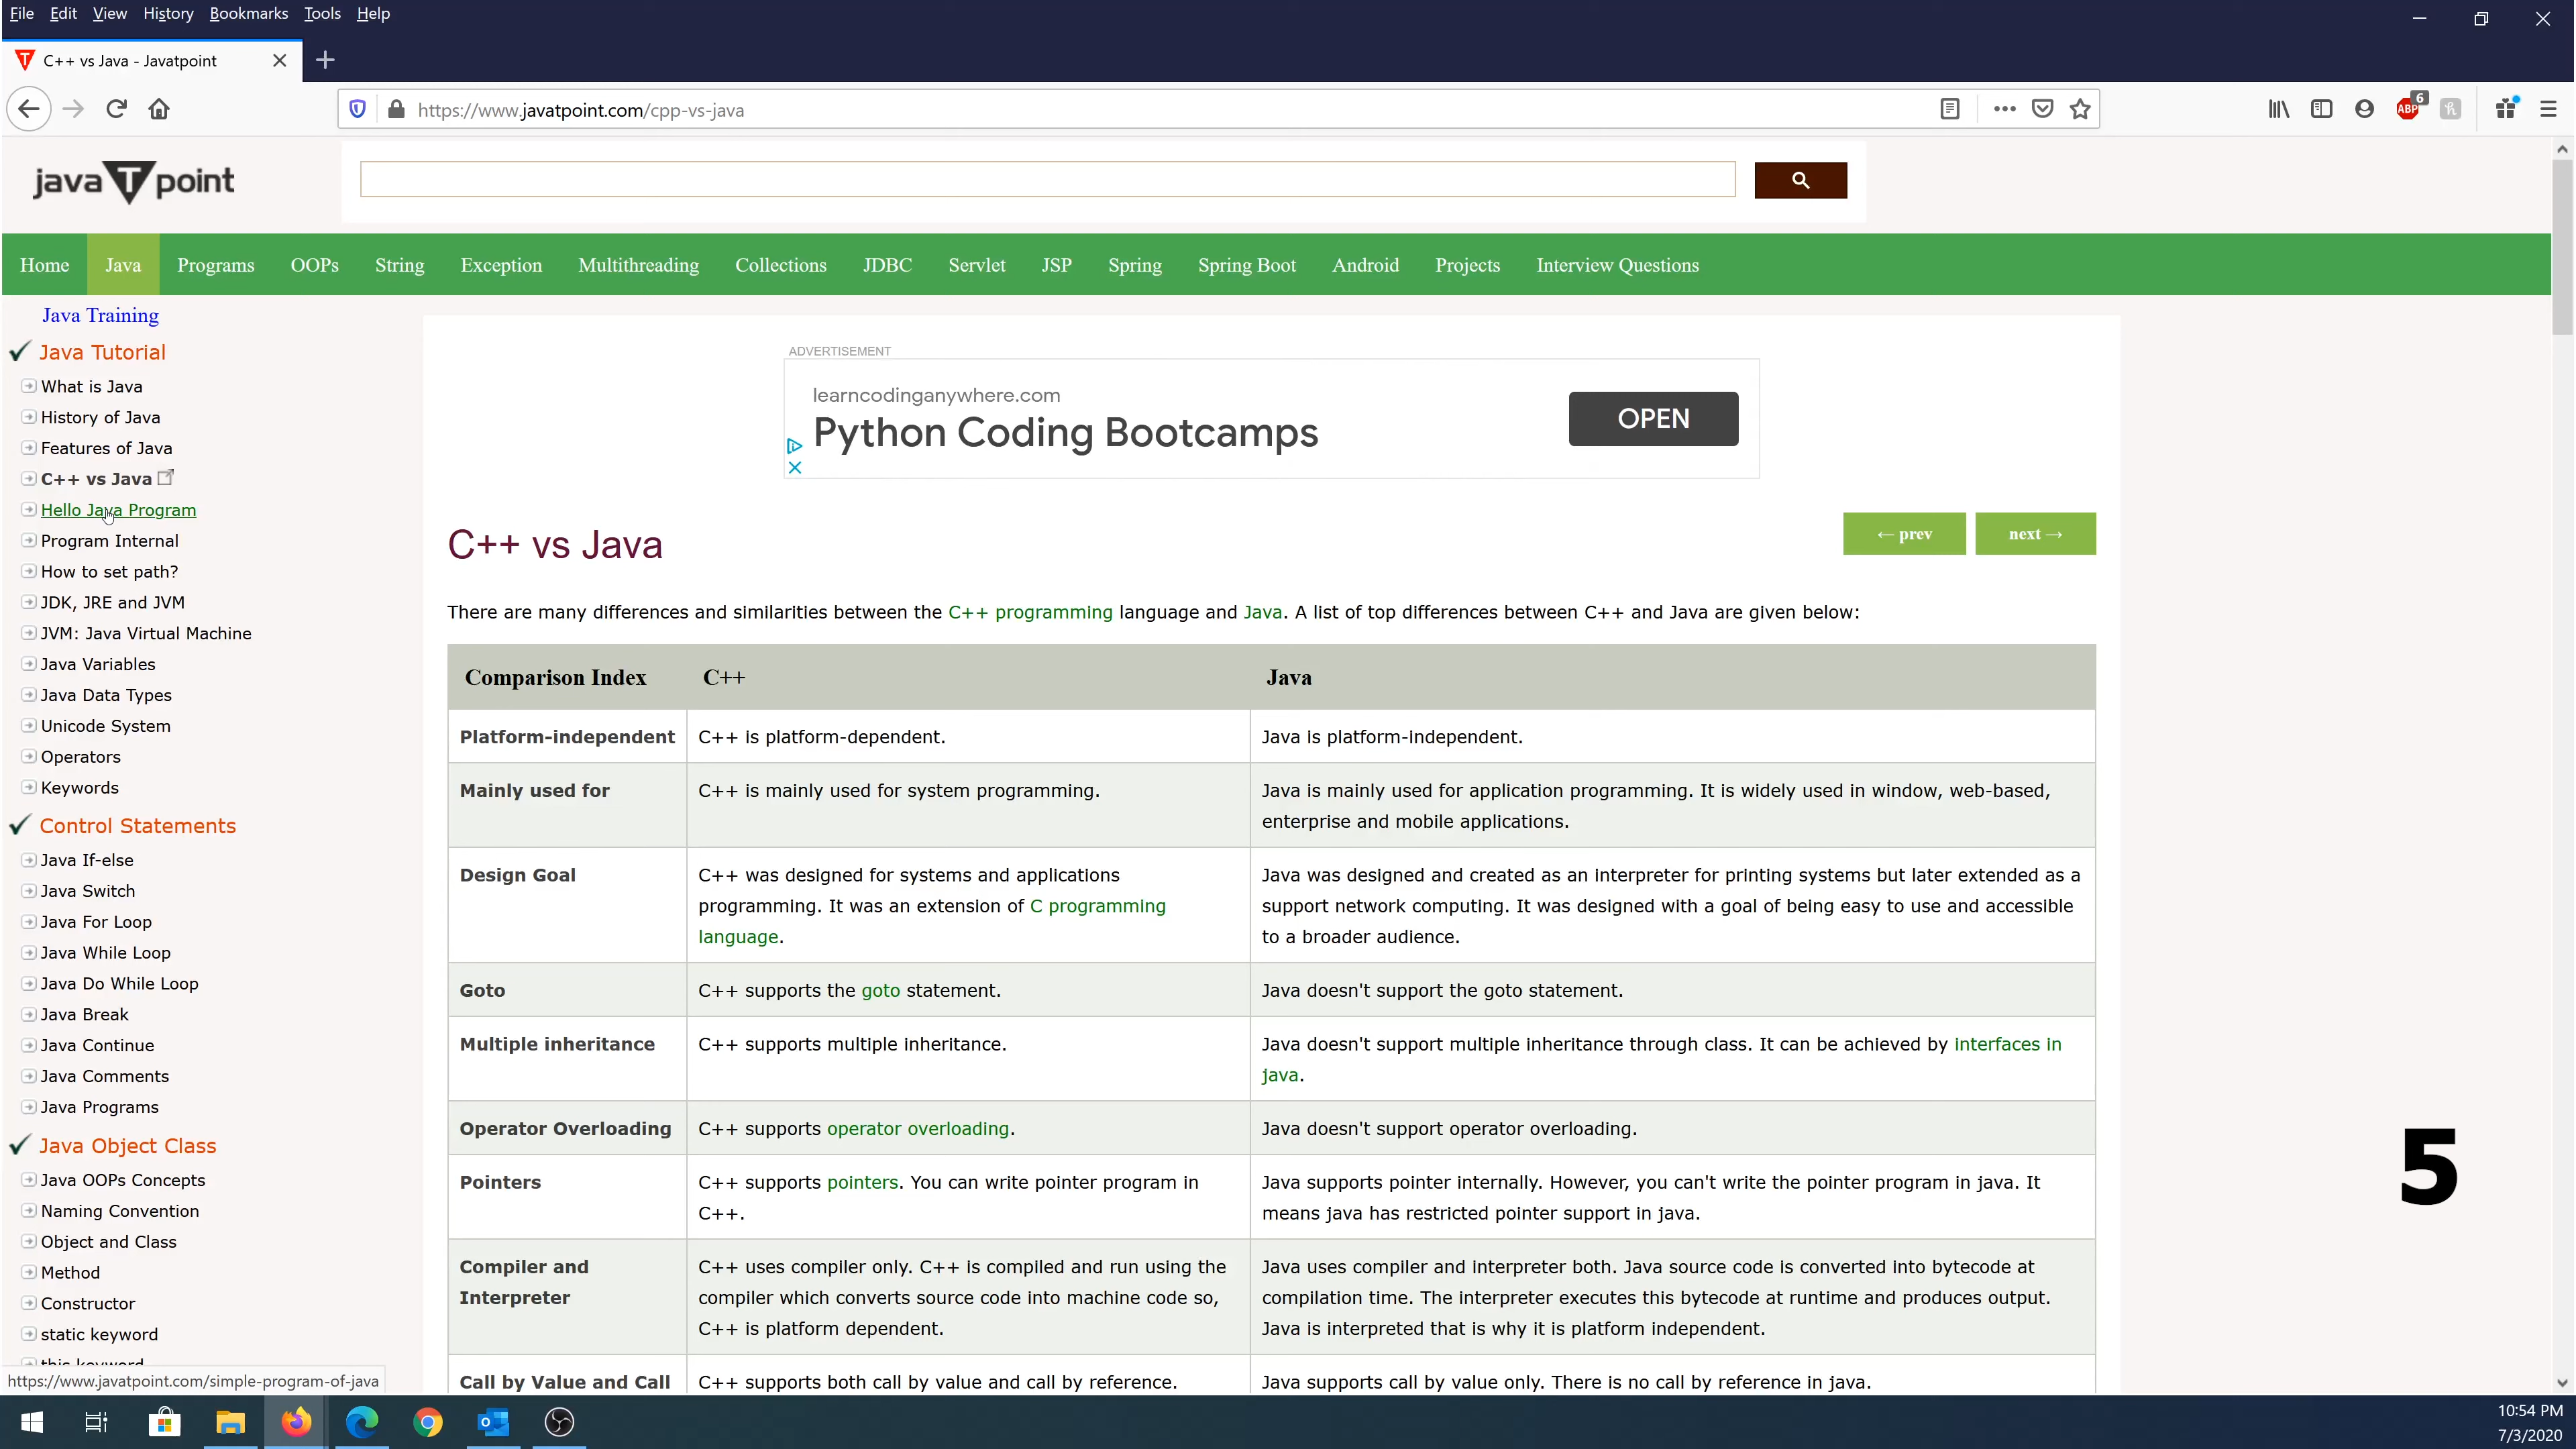 File Edit View History Bookmarks Tools Help
C++ vs Java - Javatpoint
https://www.javatpoint.com/cpp-vs-java
ABP 6
java T point
Home Java Programs OOPs String Exception Multithreading Collections JDBC Servlet JSP Spring Spring Boot Android Projects Interview Questions
Java Training
Java Tutorial
What is Java
History of Java
Features of Java
C++ vs Java
Hello Java Program
Program Internal
How to set path?
JDK, JRE and JVM
JVM: Java Virtual Machine
Java Variables
Java Data Types
Unicode System
Operators
Keywords
Control Statements
Java If-else
Java Switch
Java For Loop
Java While Loop
Java Do While Loop
Java Break
Java Continue
Java Comments
Java Programs
Java Object Class
Java OOPs Concepts
Naming Convention
Object and Class
Method
Constructor
static keyword
this keyword
https://www.javatpoint.com/simple-program-of-java
ADVERTISEMENT
learncodinganywhere.com
Python Coding Bootcamps
OPEN
C++ vs Java
← prev next →
There are many differences and similarities between the C++ programming language and Java. A list of top differences between C++ and Java are given below:
Comparison Index C++ Java
Platform-independent C++ is platform-dependent. Java is platform-independent.
Mainly used for C++ is mainly used for system programming. Java is mainly used for application programming. It is widely used in window, web-based,
enterprise and mobile applications.
Design Goal C++ was designed for systems and applications Java was designed and created as an interpreter for printing systems but later extended as a
programming. It was an extension of C programming support network computing. It was designed with a goal of being easy to use and accessible
language. to a broader audience.
Goto C++ supports the goto statement. Java doesn't support the goto statement.
Multiple inheritance C++ supports multiple inheritance. Java doesn't support multiple inheritance through class. It can be achieved by interfaces in
java.
Operator Overloading C++ supports operator overloading. Java doesn't support operator overloading.
Pointers C++ supports pointers. You can write pointer program in Java supports pointer internally. However, you can't write the pointer program in java. It
C++. means java has restricted pointer support in java.
Compiler and C++ uses compiler only. C++ is compiled and run using the Java uses compiler and interpreter both. Java source code is converted into bytecode at
Interpreter compiler which converts source code into machine code so, compilation time. The interpreter executes this bytecode at runtime and produces output.
C++ is platform dependent. Java is interpreted that is why it is platform independent.
Call by Value and Call C++ supports both call by value and call by reference. Java supports call by value only. There is no call by reference in java.
5
10:54 PM
7/3/2020